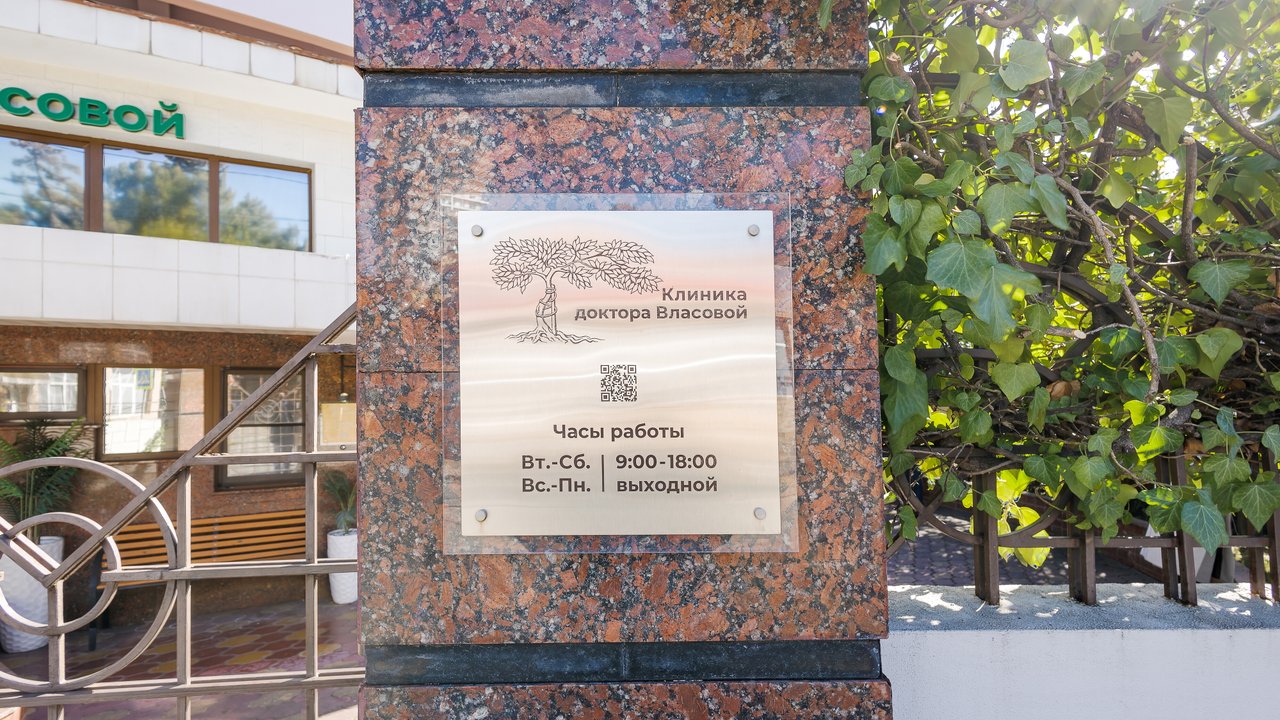 совой
Клиника
доктора Власовой
Часы работы
Вт.-Сб. 9:00-18:00
Вс.-Пн. выходной